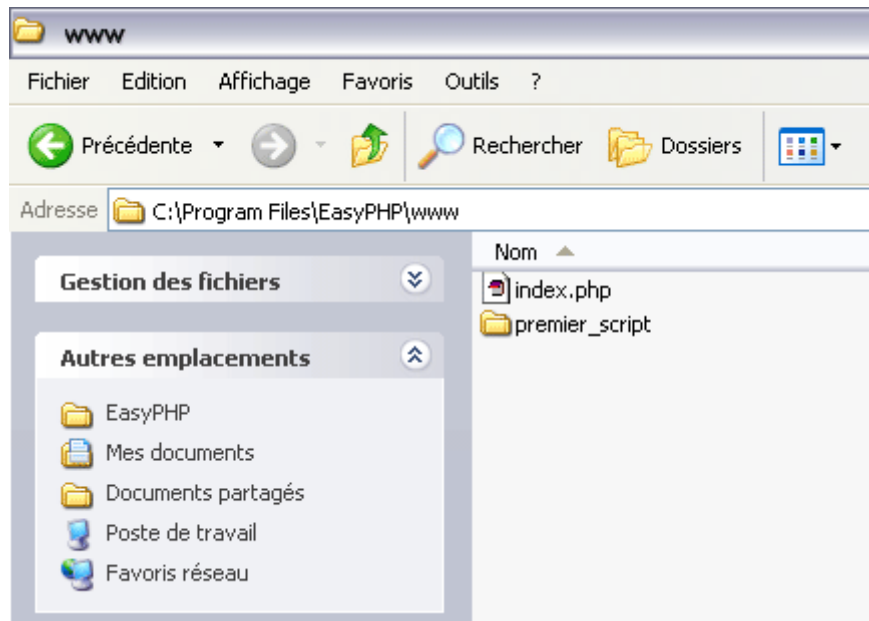 www
Fichier Edition Affichage Favoris Outils ?
Précédente Rechercher Dossiers
Adresse C:\Program Files\EasyPHP\www
Nom
Gestion des fichiers
index.php
premier_script
Autres emplacements
EasyPHP
Mes documents
Documents partagés
Poste de travail
Favoris réseau